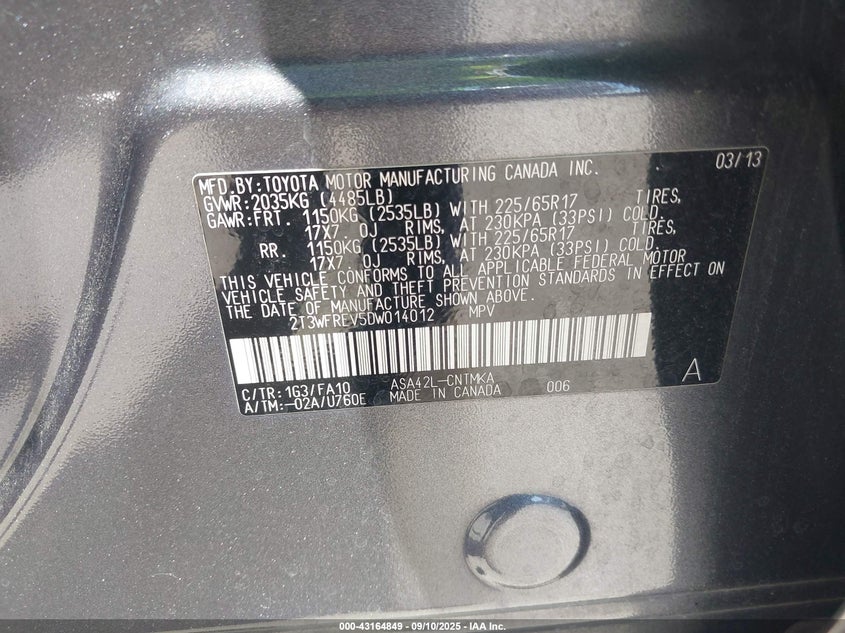 03/13
MFD.BY:TOYOTA MOTOR MANUFACTURING CANADA INC.
GVWR:2035KG (4485LB)
GAWR:FRT. 1150KG (2535LB) WITH 225/65R17 TIRES,
17X7.0J RIMS, AT 230KPA (33PSI) COLD.
RR. 1150KG (2535LB) WITH 225/65R17 TIRES,
17X7.0J RIMS, AT 230KPA (33PSI) COLD.
THIS VEHICLE CONFORMS TO ALL APPLICABLE FEDERAL MOTOR
VEHICLE SAFETY AND THEFT PREVENTION STANDARDS IN EFFECT ON
THE DATE OF MANUFACTURE SHOWN ABOVE.
2T3WFREV5DW014012 MPV
C/TR:1G3/FA10 ASA42L-CNTMKA A
A/TM:-02A/U760E MADE IN CANADA 006
000-43164849 - 09/10/2025 - IAA Inc.